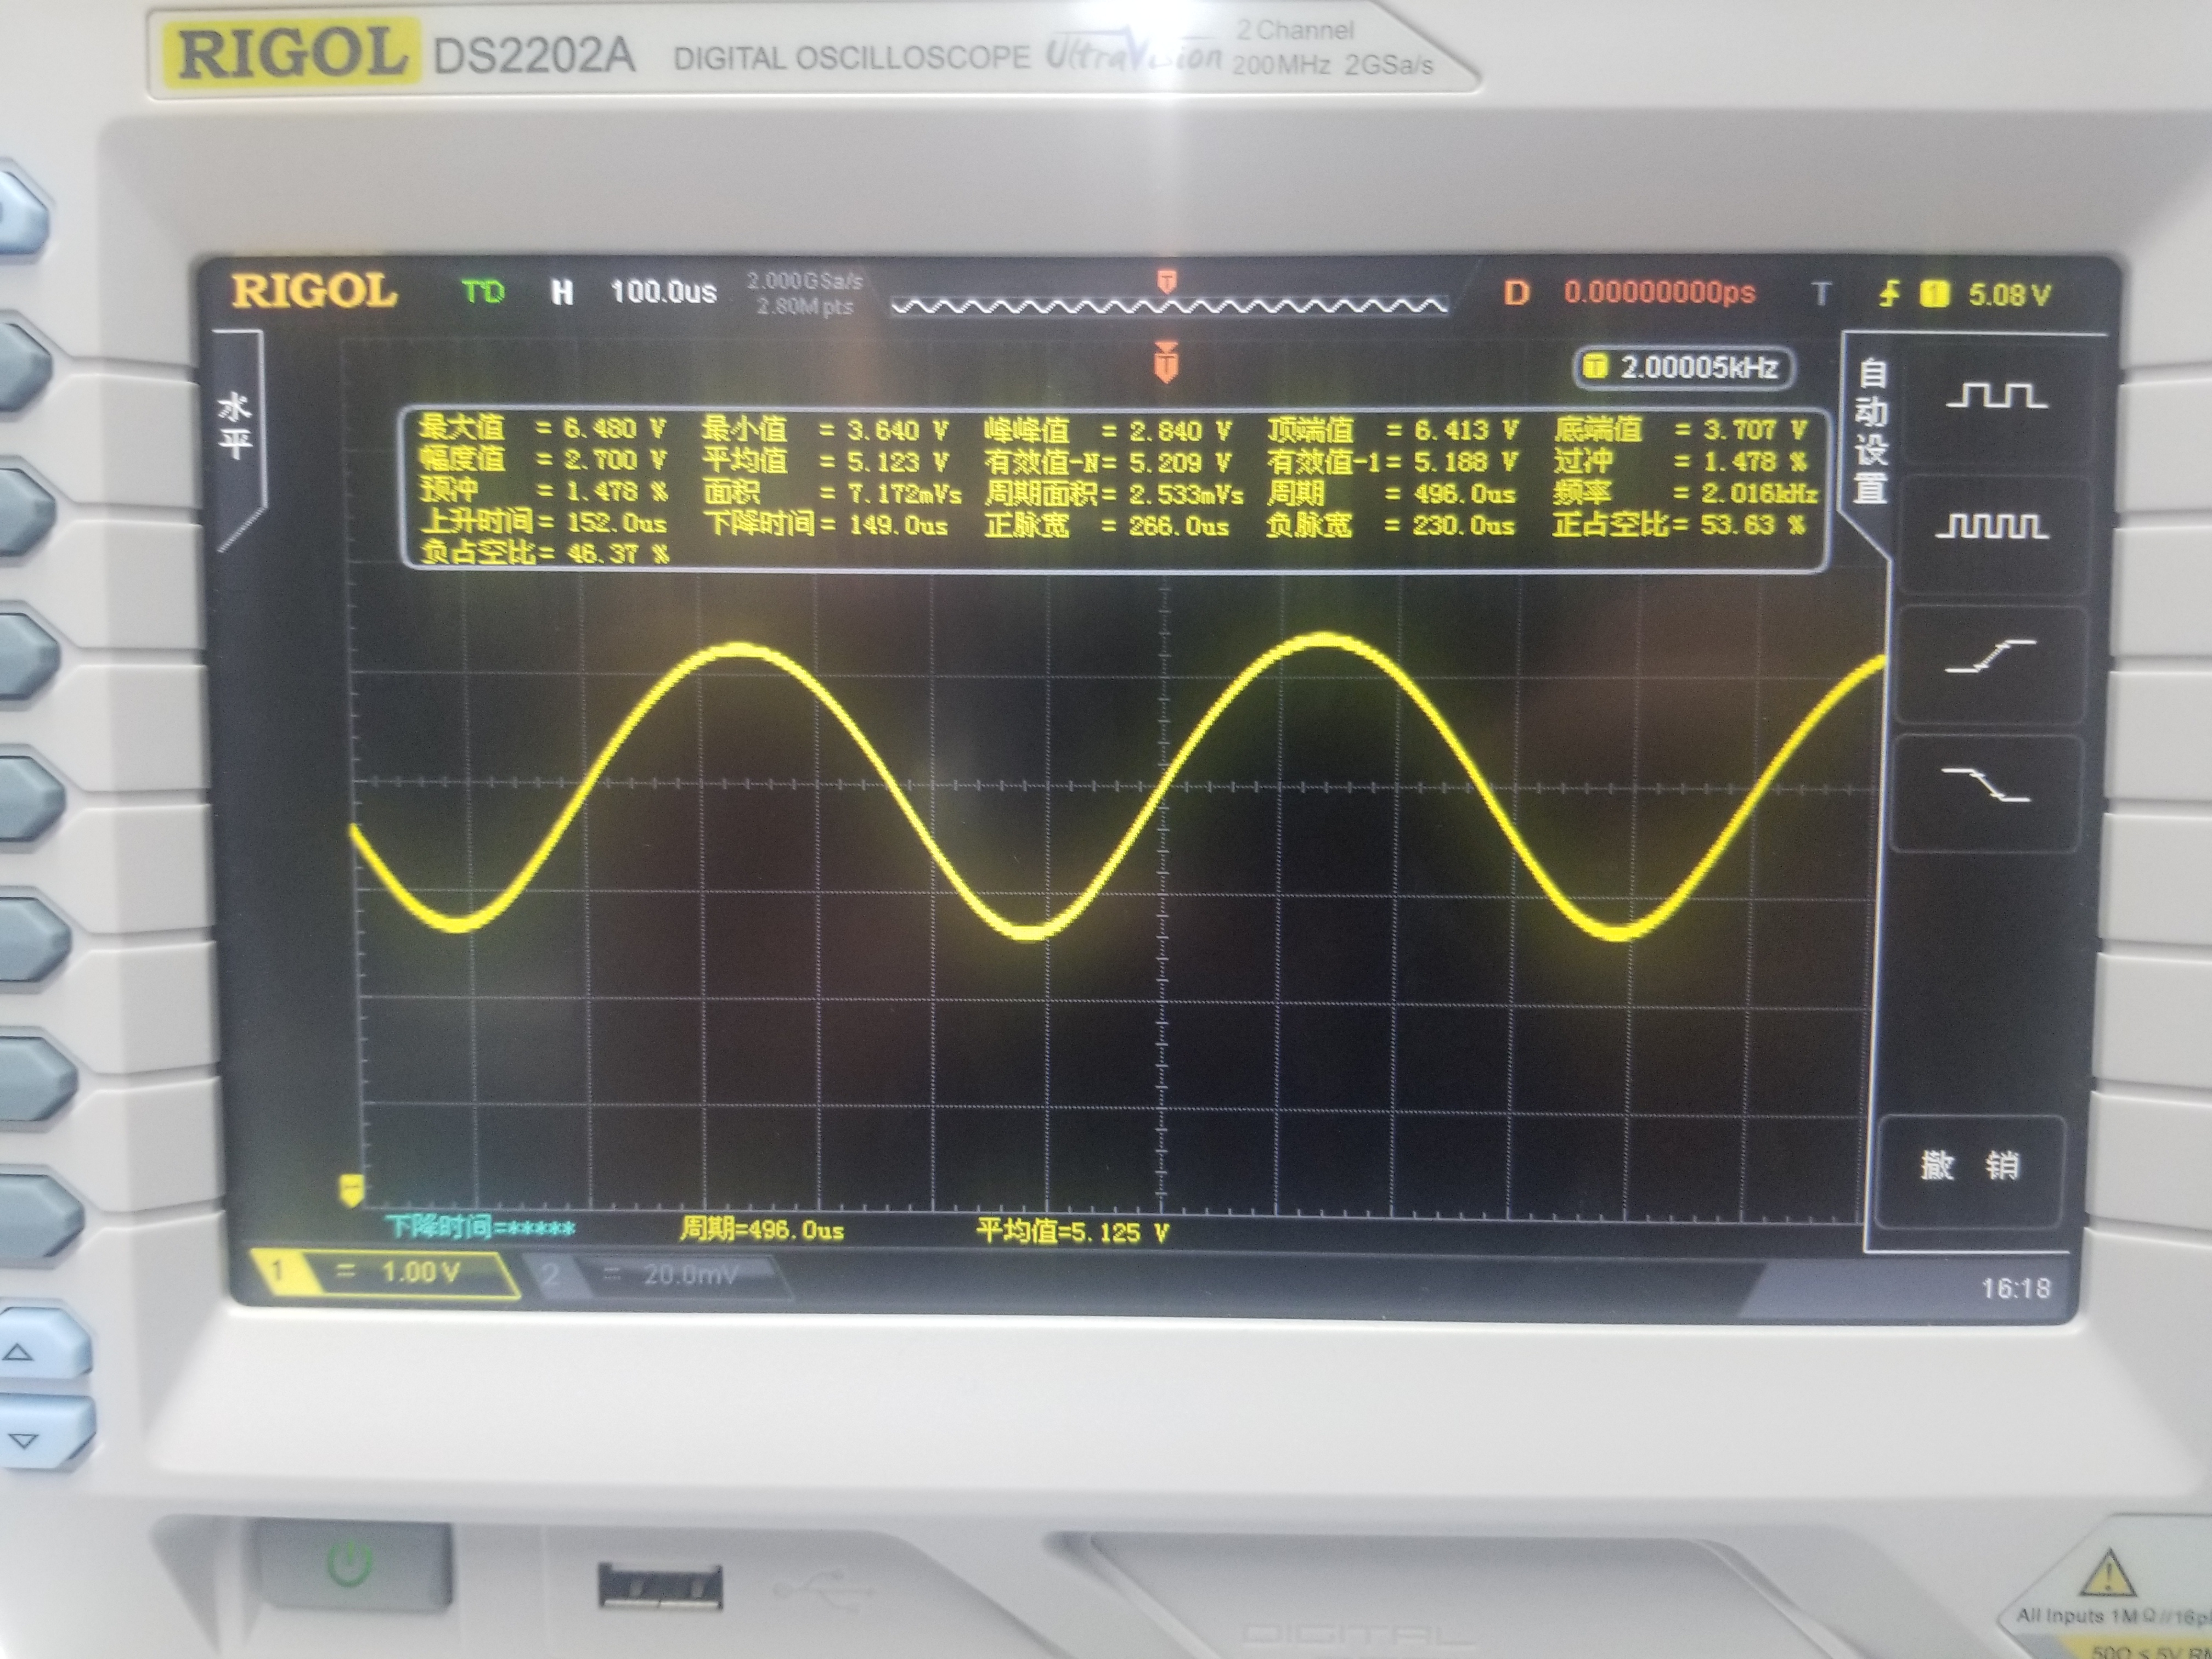 RIGOL DS2202A DIGITAL OSCILLOSCOPE UltraVision 2 Channel 200MHz 2GSa/s
RIGOL T'D H 100.0us 2.000GSa/s 2.80M pts D 0.00000000ps T 1 5.08 V
水平
T 2.00005kHz
自动设置
最大值 = 6.480 V 最小值 = 3.640 V 峰峰值 = 2.840 V 顶端值 = 6.413 V 底端值 = 3.707 V
幅度值 = 2.700 V 平均值 = 5.123 V 有效值-N= 5.209 V 有效值-1= 5.188 V 过冲 = 1.478 %
预冲 = 1.478 % 面积 = 7.172mVs 周期面积= 2.533mVs 周期 = 496.0us 频率 = 2.016kHz
上升时间= 152.0us 下降时间= 149.0us 正脉宽 = 266.0us 负脉宽 = 230.0us 正占空比= 53.63 %
负占空比= 46.37 %
撤 销
下降时间=***** 周期=496.0us 平均值=5.125 V
1 = 1.00 V 2 = 20.0mV
16:18
DIGITAL
All Inputs 1MΩ//16p
50Ω ≤ 5V R